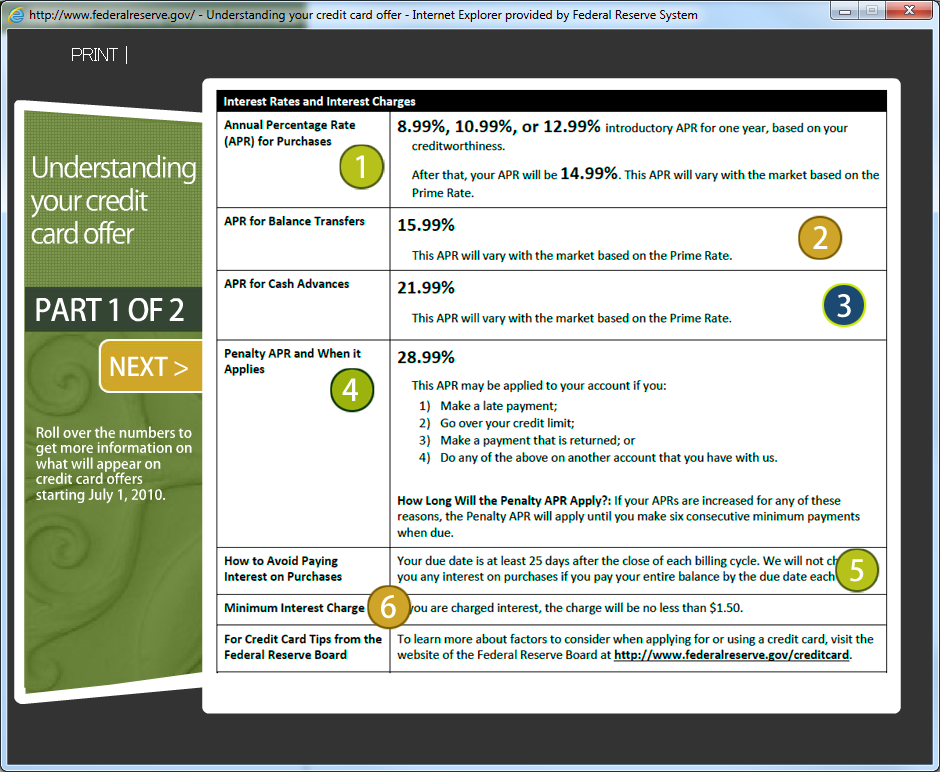 http://www.federalreserve.gov/ - Understanding your credit card offer - Internet Explorer provided by Federal Reserve System
PRINT |
Understanding
your credit
card offer
PART 1 OF 2
NEXT >
Roll over the numbers to
get more information on
what will appear on
credit card offers
starting July 1, 2010.
Interest Rates and Interest Charges
Annual Percentage Rate
(APR) for Purchases
1
8.99%, 10.99%, or 12.99% introductory APR for one year, based on your
creditworthiness.
After that, your APR will be 14.99%. This APR will vary with the market based on the
Prime Rate.
APR for Balance Transfers
15.99%
This APR will vary with the market based on the Prime Rate.
2
APR for Cash Advances
21.99%
This APR will vary with the market based on the Prime Rate.
3
Penalty APR and When it
Applies
4
28.99%
This APR may be applied to your account if you:
1) Make a late payment;
2) Go over your credit limit;
3) Make a payment that is returned; or
4) Do any of the above on another account that you have with us.
How Long Will the Penalty APR Apply?: If your APRs are increased for any of these
reasons, the Penalty APR will apply until you make six consecutive minimum payments
when due.
How to Avoid Paying
Interest on Purchases
Your due date is at least 25 days after the close of each billing cycle. We will not
you any interest on purchases if you pay your entire balance by the due date each
5
Minimum Interest Charge
6
you are charged interest, the charge will be no less than $1.50.
For Credit Card Tips from the
Federal Reserve Board
To learn more about factors to consider when applying for or using a credit card, visit the
website of the Federal Reserve Board at http://www.federalreserve.gov/creditcard.